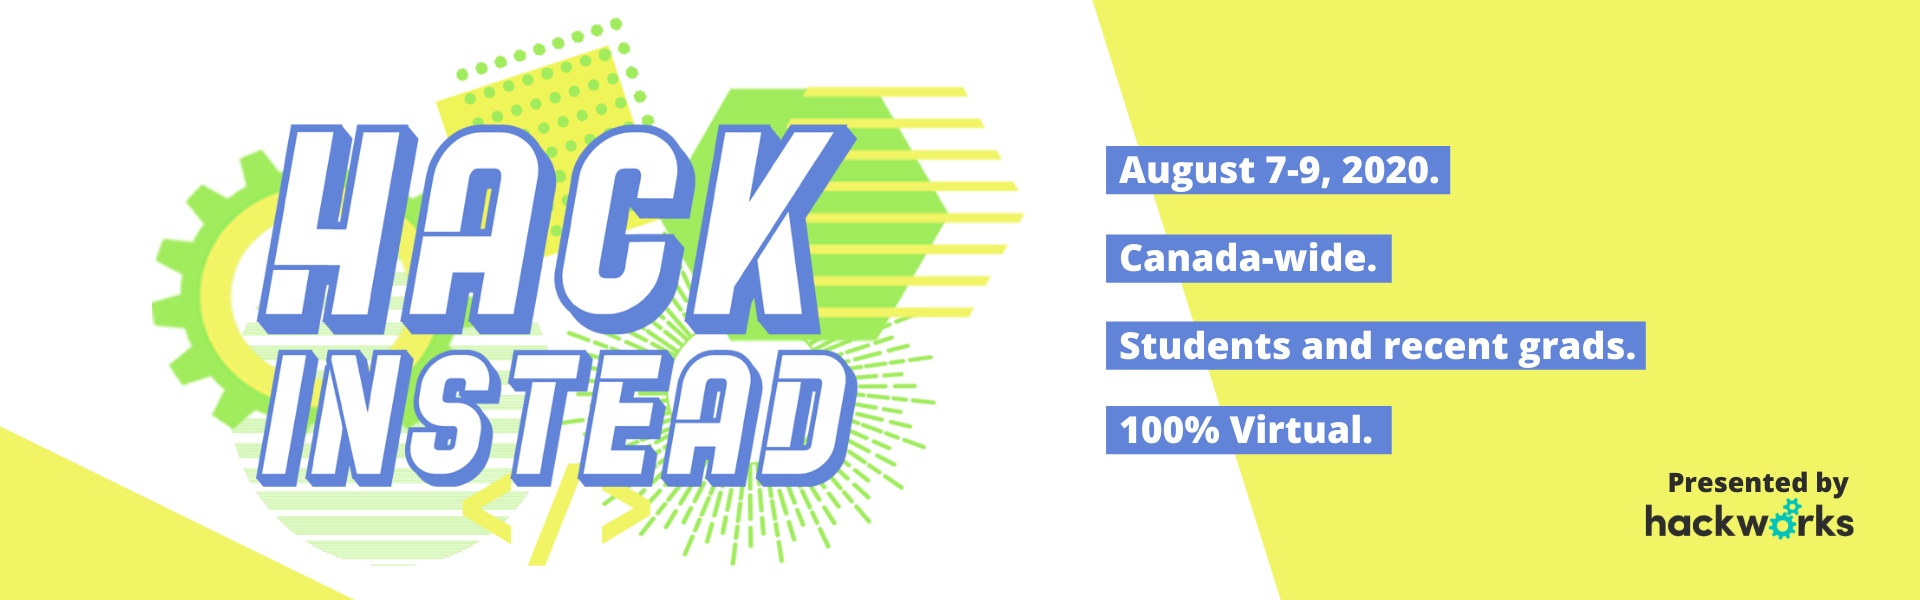 HACK
INSTEAD
</>
August 7-9, 2020.
Canada-wide.
Students and recent grads.
100% Virtual.
Presented by
hackworks